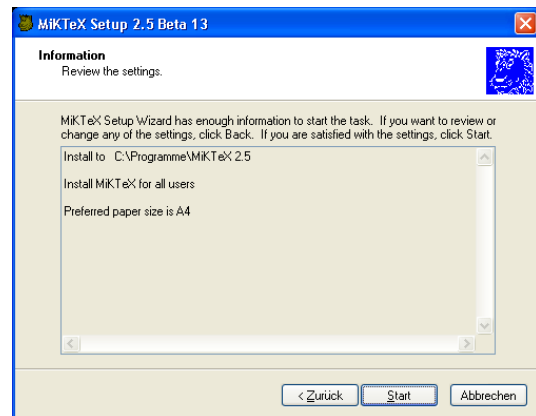 MiKTeX Setup 2.5 Beta 13
Information
Review the settings.
MiKTeX Setup Wizard has enough information to start the task. If you want to review or
change any of the settings, click Back. If you are satisfied with the settings, click Start.
Install to C:\Programme\MiKTeX 2.5
Install MiKTeX for all users
Preferred paper size is A4
< Zurück Start Abbrechen